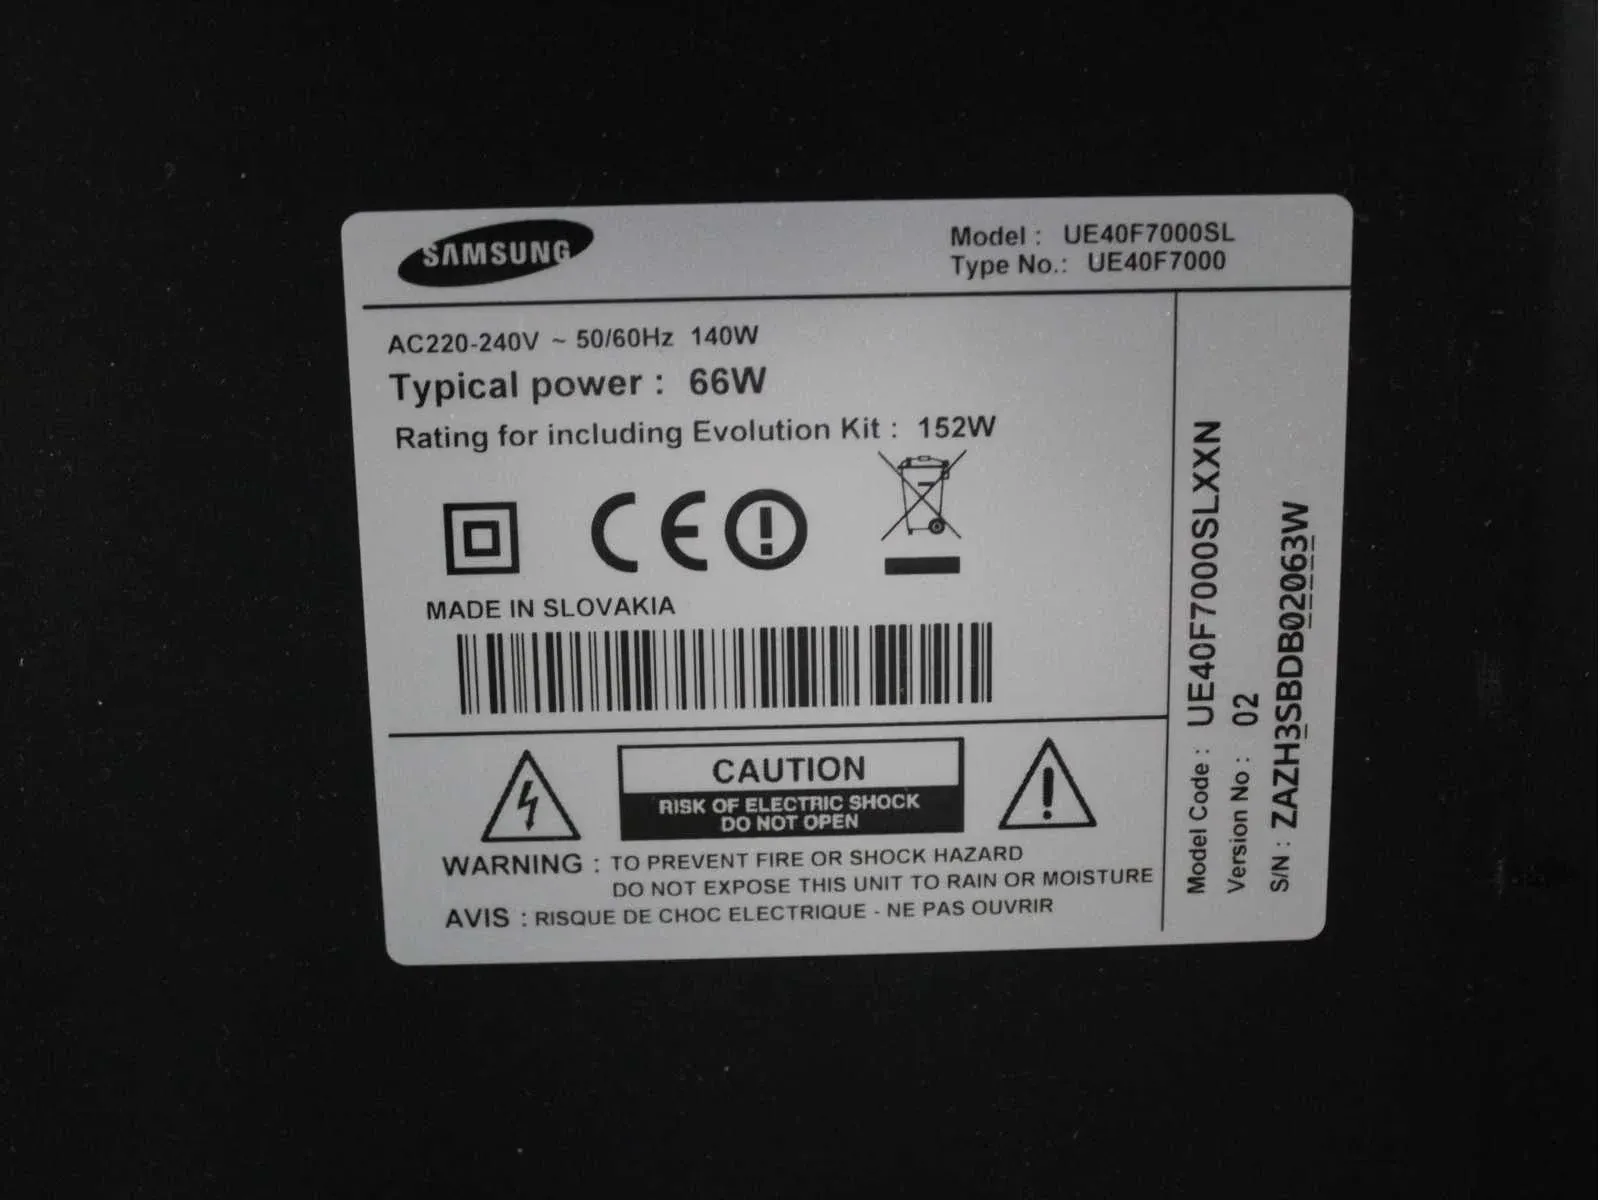 SAMSUNG
Model : UE40F7000SL
Type No.: UE40F7000
AC220-240V ~ 50/60Hz 140W
Typical power : 66W
Rating for including Evolution Kit : 152W
CE
MADE IN SLOVAKIA
CAUTION
RISK OF ELECTRIC SHOCK
DO NOT OPEN
WARNING : TO PREVENT FIRE OR SHOCK HAZARD
DO NOT EXPOSE THIS UNIT TO RAIN OR MOISTURE
AVIS : RISQUE DE CHOC ELECTRIQUE - NE PAS OUVRIR
Model Code : UE40F7000SLXXN
Version No : 02
S/N : ZAZH3SBDB02063W